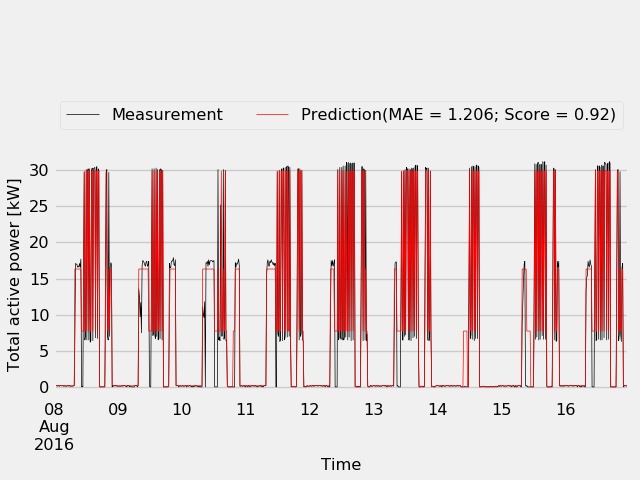 Measurement Prediction(MAE = 1.206; Score = 0.92)
Total active power [kW]
30
25
20
15
10
5
0
08 09 10 11 12 13 14 15 16
Aug
2016
Time